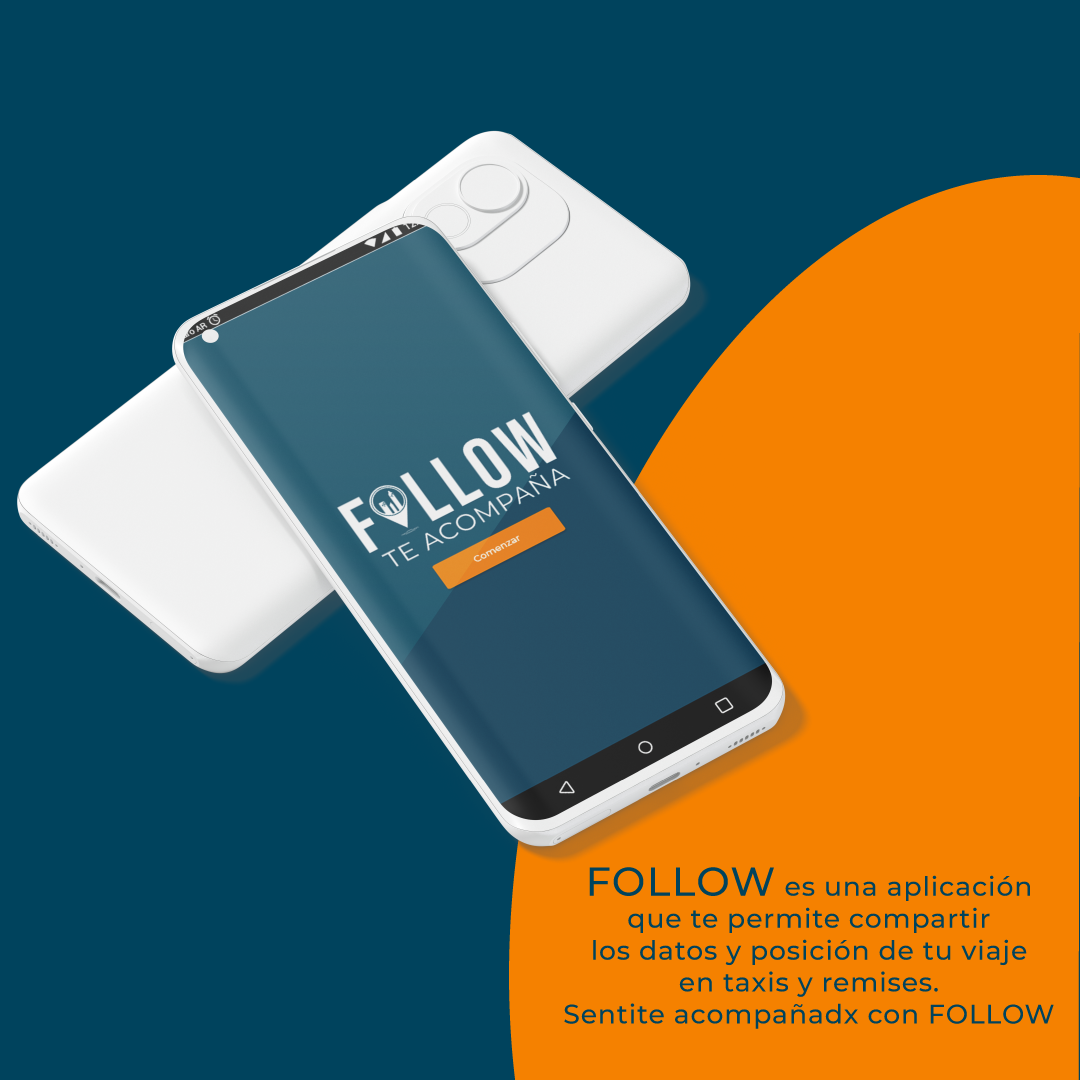 FOLLOW
TE ACOMPAÑA
Comenzar
FOLLOW es una aplicación
que te permite compartir
los datos y posición de tu viaje
en taxis y remises.
Sentite acompañadx con FOLLOW